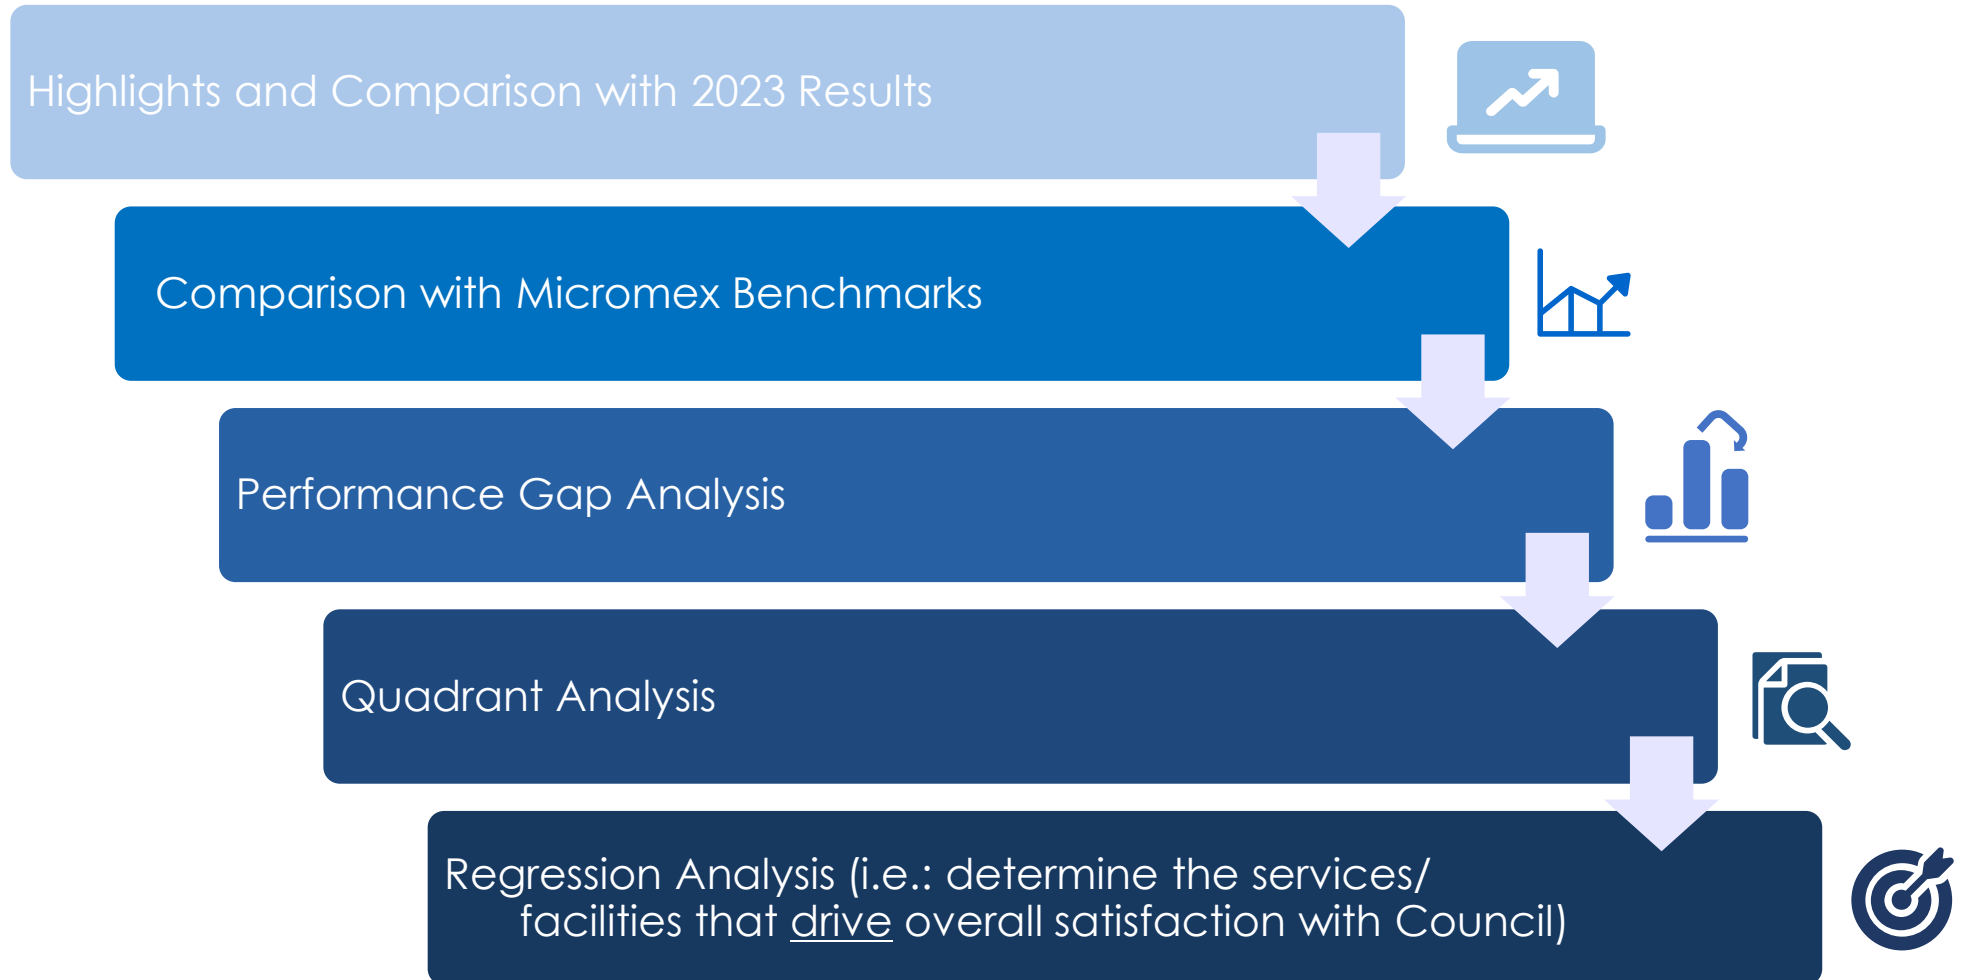 Highlights and Comparison with 2023 Results
Comparison with Micromex Benchmarks
Performance Gap Analysis
Quadrant Analysis
Regression Analysis (i.e.: determine the services/
facilities that drive overall satisfaction with Council)